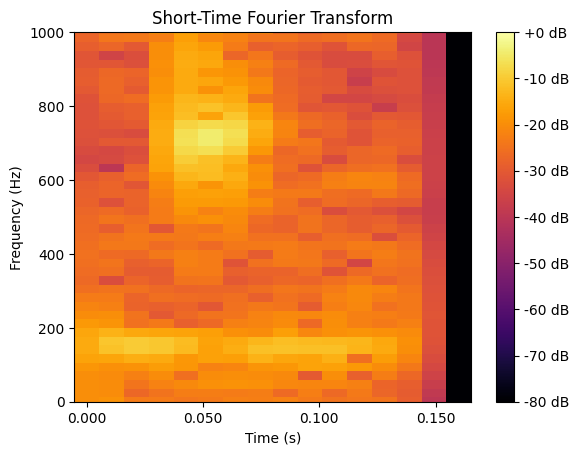 Short-Time Fourier Transform
1000
800
600
400
200
0
Frequency (Hz)
0.000
0.050
0.100
0.150
Time (s)
+0 dB
-10 dB
-20 dB
-30 dB
-40 dB
-50 dB
-60 dB
-70 dB
-80 dB